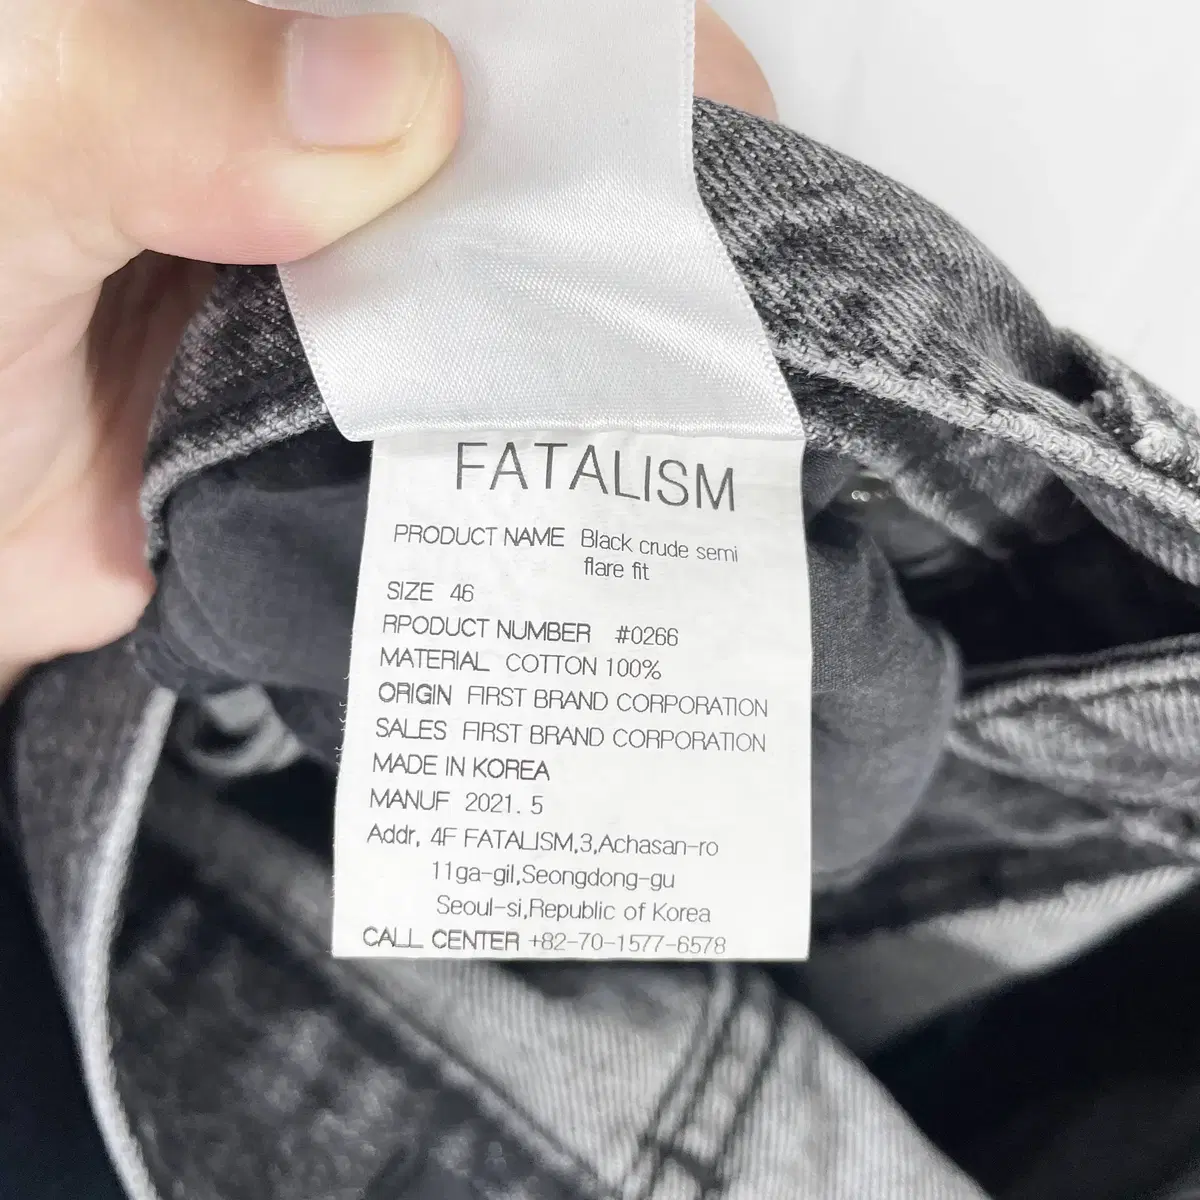 FATALISM
PRODUCT NAME Black crude semi
flare fit
SIZE 46
RPODUCT NUMBER #0266
MATERIAL COTTON 100%
ORIGIN FIRST BRAND CORPORATION
SALES FIRST BRAND CORPORATION
MADE IN KOREA
MANUF 2021. 5
Addr, 4F FATALISM,3,Achasan-ro
11ga-gil,Seongdong-gu
Seoul-si,Republic of Korea
CALL CENTER +82-70-1577-6578